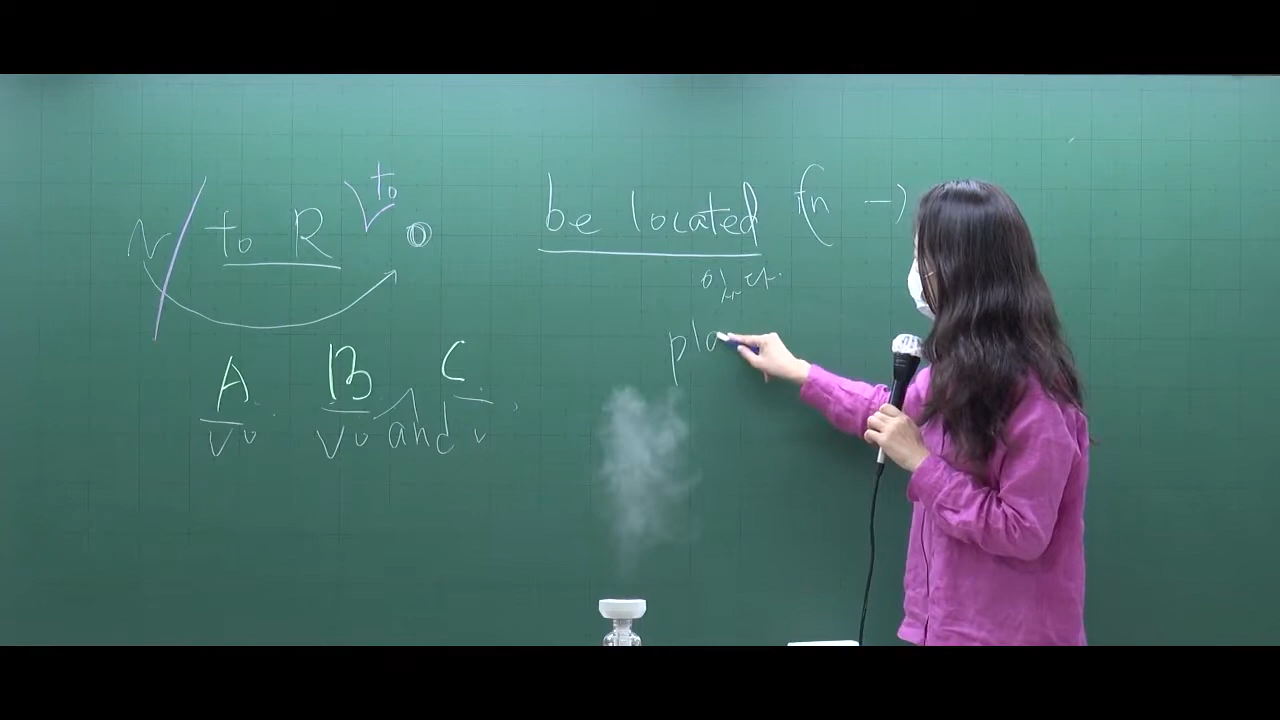 to
N / to R V ⓞ
be located (in -)
있다.
pla
A B C
v v and v